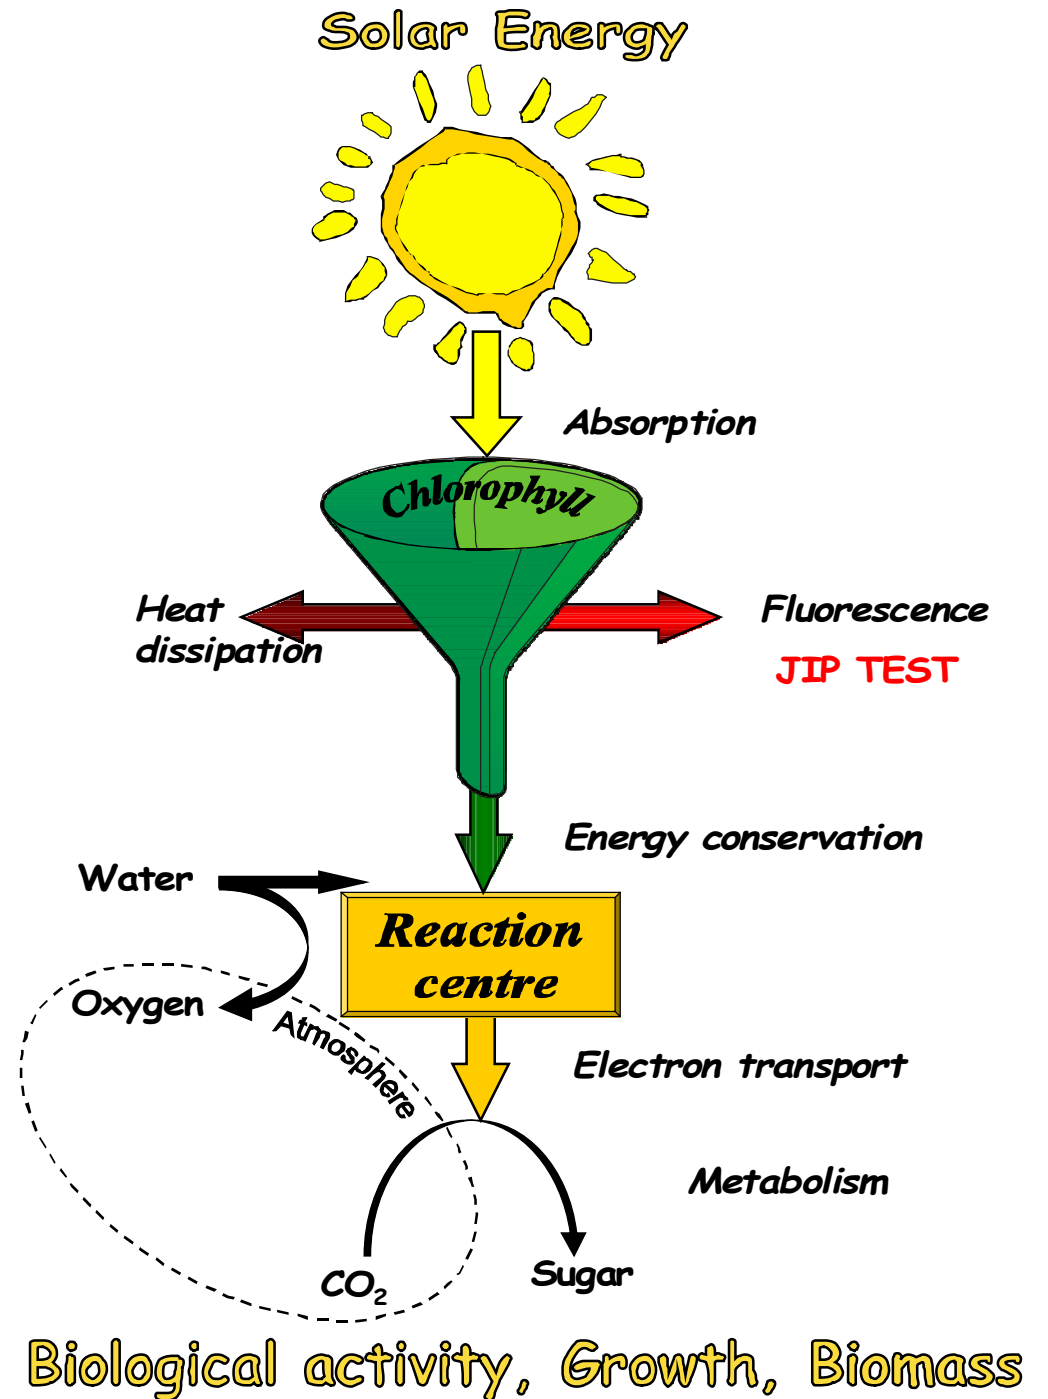 Solar Energy
Absorption
Chlorophyll
Heat
dissipation
Fluorescence
JIP TEST
Energy conservation
Water
Reaction
centre
Oxygen
Atmosphere
Electron transport
Metabolism
CO₂
Sugar
Biological activity, Growth, Biomass